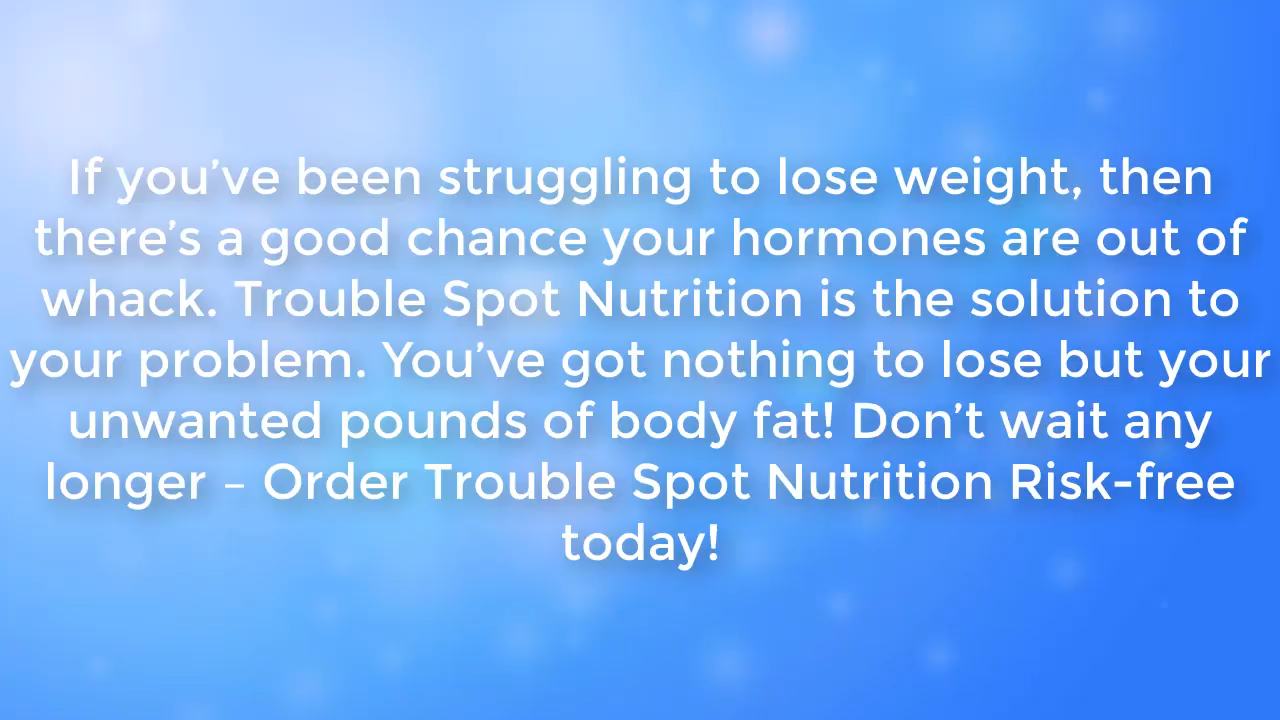 If you’ve been struggling to lose weight, then
there’s a good chance your hormones are out of
whack. Trouble Spot Nutrition is the solution to
your problem. You’ve got nothing to lose but your
unwanted pounds of body fat! Don’t wait any
longer – Order Trouble Spot Nutrition Risk-free
today!